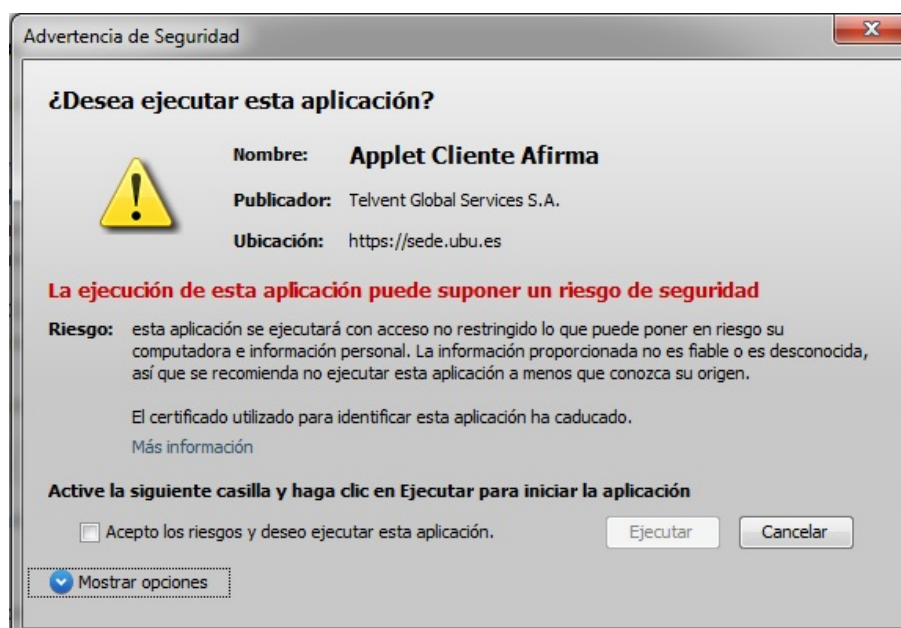 Advertencia de Seguridad
¿Desea ejecutar esta aplicación?
Nombre: Applet Cliente Afirma
Publicador: Telvent Global Services S.A.
Ubicación: https://sede.ubu.es
La ejecución de esta aplicación puede suponer un riesgo de seguridad
Riesgo: esta aplicación se ejecutará con acceso no restringido lo que puede poner en riesgo su
computadora e información personal. La información proporcionada no es fiable o es desconocida,
así que se recomienda no ejecutar esta aplicación a menos que conozca su origen.
El certificado utilizado para identificar esta aplicación ha caducado.
Más información
Active la siguiente casilla y haga clic en Ejecutar para iniciar la aplicación
Acepto los riesgos y deseo ejecutar esta aplicación. Ejecutar Cancelar
Mostrar opciones